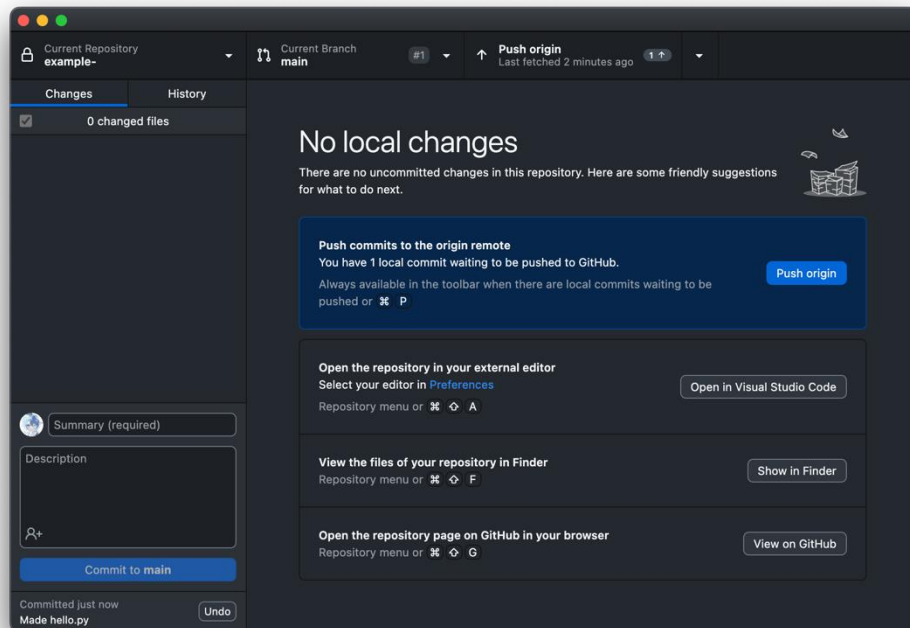 Current Repository
example-
Current Branch
main
#1
Push origin
Last fetched 2 minutes ago
1↑
Changes
History
0 changed files
No local changes
There are no uncommitted changes in this repository. Here are some friendly suggestions
for what to do next.
Push commits to the origin remote
You have 1 local commit waiting to be pushed to GitHub.
Always available in the toolbar when there are local commits waiting to be
pushed or ⌘ P
Push origin
Open the repository in your external editor
Select your editor in Preferences
Repository menu or ⌘ ⇧ A
Open in Visual Studio Code
View the files of your repository in Finder
Repository menu or ⌘ ⇧ F
Show in Finder
Open the repository page on GitHub in your browser
Repository menu or ⌘ ⇧ G
View on GitHub
Summary (required)
Description
Commit to main
Committed just now
Made hello.py
Undo